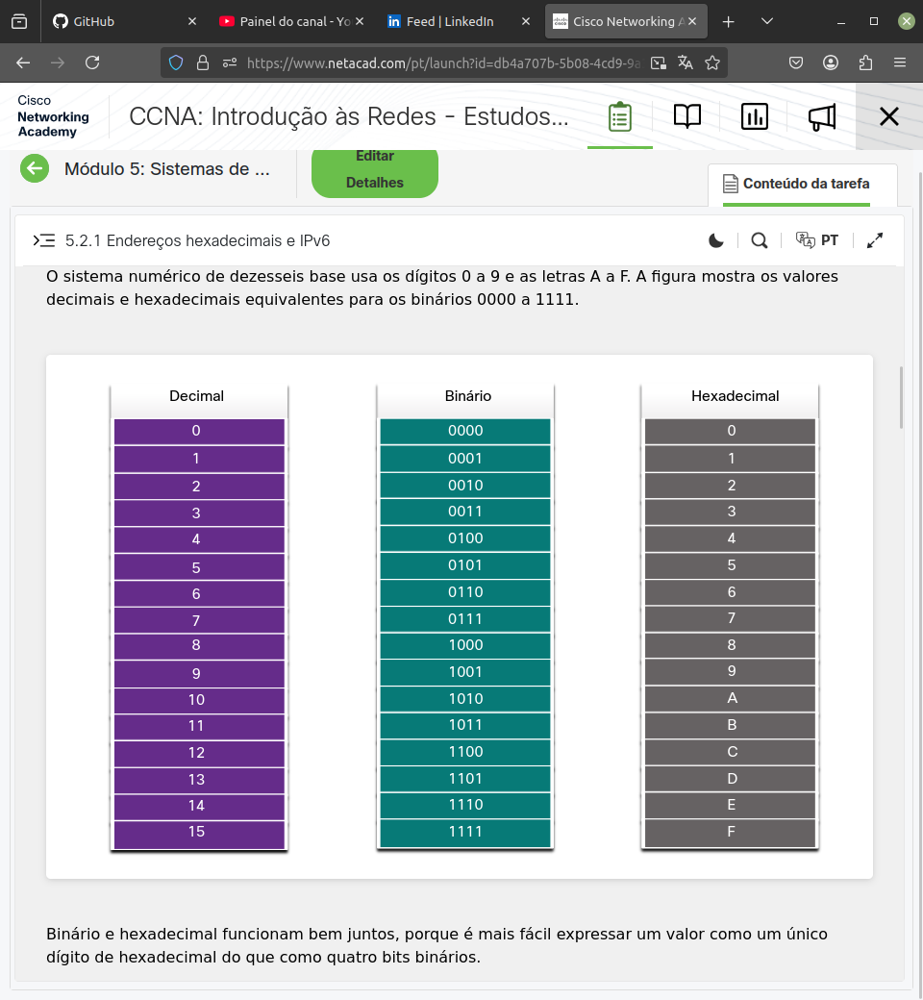 GitHub
Painel do canal - Yo
Feed | LinkedIn
Cisco Networking A
https://www.netacad.com/pt/launch?id=db4a707b-5b08-4cd9-9a
Cisco
Networking
Academy
CCNA: Introdução às Redes - Estudos...
Módulo 5: Sistemas de ...
Editar
Detalhes
Conteúdo da tarefa
5.2.1 Endereços hexadecimais e IPv6
PT
O sistema numérico de dezesseis base usa os dígitos 0 a 9 e as letras A a F. A figura mostra os valores
decimais e hexadecimais equivalentes para os binários 0000 a 1111.
Decimal Binário Hexadecimal
0 0000 0
1 0001 1
2 0010 2
3 0011 3
4 0100 4
5 0101 5
6 0110 6
7 0111 7
8 1000 8
9 1001 9
10 1010 A
11 1011 B
12 1100 C
13 1101 D
14 1110 E
15 1111 F
Binário e hexadecimal funcionam bem juntos, porque é mais fácil expressar um valor como um único
dígito de hexadecimal do que como quatro bits binários.